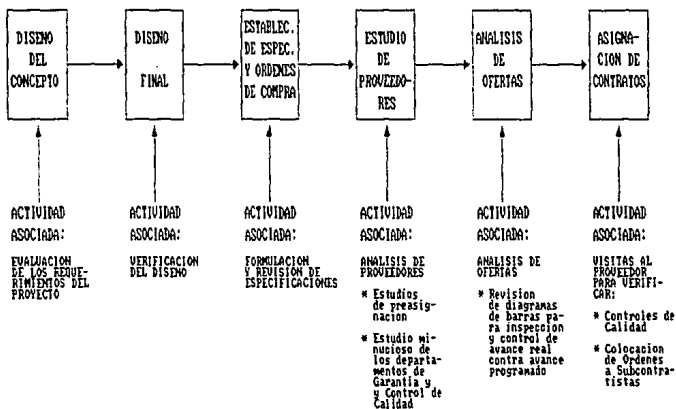 DISENO
DEL
CONCEPTO
DISENO
FINAL
ESTABLEC.
DE ESPEC.
Y ORDENES
DE COMPRA
ESTUDIO
DE
PROVEEDO-
RES
ANALISIS
DE
OFERTAS
ASIGNA-
CION DE
CONTRATOS
ACTIVIDAD
ASOCIADA:
EVALUACION
DE LOS REQUE-
RIMIENTOS DEL
PROYECTO
ACTIVIDAD
ASOCIADA:
VERIFICACION
DEL DISENO
ACTIVIDAD
ASOCIADA:
FORMULACION
Y REVISION DE
ESPECIFICACIONES
ACTIVIDAD
ASOCIADA:
ANALISIS DE
PROVEEDORES
* Estudios
de preasig-
nacion
* Estudio mi-
nucioso de
los departa-
mentos de
Garantia y
y Control de
Calidad
ACTIVIDAD
ASOCIADA:
ANALISIS DE
OFERTAS
* Revision
de diagramas
de barras pa-
ra inspeccion
y control de
avance real
contra avance
programado
ACTIVIDAD
ASOCIADA:
VISITAS AL
PROVEEDOR
PARA VERIFI-
CAR:
* Controles de
Calidad
* Colocacion
de Ordenes
a Subcontra-
tistas